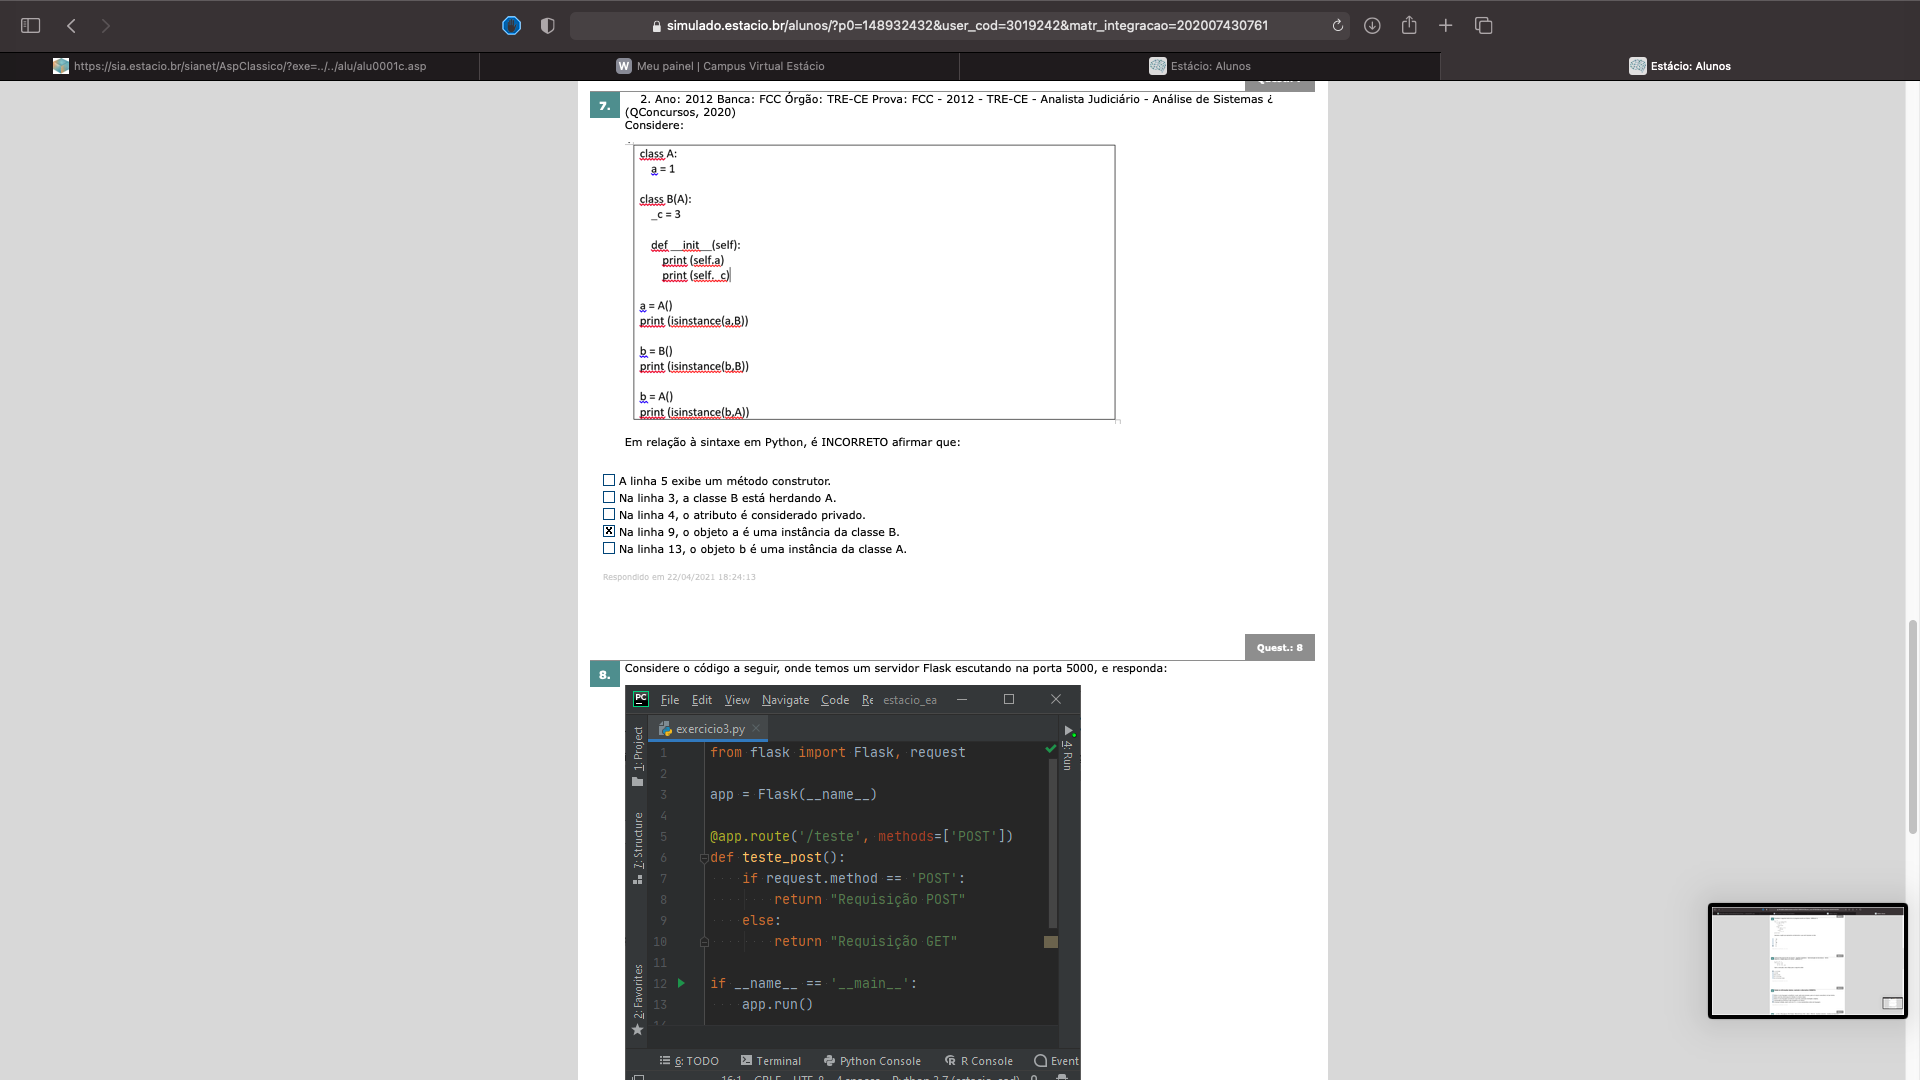 simulado.estacio.br/alunos/?p0=148932432&user_cod=3019242&matr_integracao=202007430761
https://sia.estacio.br/sianet/AspClassico/?exe=../../alu/alu0001c.asp
Meu painel | Campus Virtual Estácio
Estácio: Alunos
Estácio: Alunos
7.
2. Ano: 2012 Banca: FCC Órgão: TRE-CE Prova: FCC - 2012 - TRE-CE - Analista Judiciário - Análise de Sistemas ¿
(QConcursos, 2020)
Considere:
class A:
a = 1
class B(A):
_c = 3
def __init__(self):
print (self.a)
print (self._c)
a = A()
print (isinstance(a,B))
b = B()
print (isinstance(b,B))
b = A()
print (isinstance(b,A))
Em relação à sintaxe em Python, é INCORRETO afirmar que:
A linha 5 exibe um método construtor.
Na linha 3, a classe B está herdando A.
Na linha 4, o atributo é considerado privado.
X Na linha 9, o objeto a é uma instância da classe B.
Na linha 13, o objeto b é uma instância da classe A.
Respondido em 22/04/2021 18:24:13
Quest.: 8
8.
Considere o código a seguir, onde temos um servidor Flask escutando na porta 5000, e responda:
PC File Edit View Navigate Code Re estacio_ea
exercicio3.py
1: Project
7: Structure
2: Favorites
4: Run
1 from flask import Flask, request
2
3 app = Flask(__name__)
4
5 @app.route('/teste', methods=['POST'])
6 def teste_post():
7 if request.method == 'POST':
8 return "Requisição POST"
9 else:
10 return "Requisição GET"
11
12 if __name__ == '__main__':
13 app.run()
6: TODO Terminal Python Console R Console Event